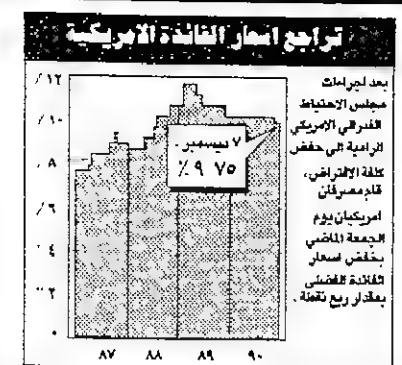 تراجع اسعار الفائدة الامريكية
بعد اجراءات
مجلس الاحتياط
الفدرالي الامريكي
الرامية الى خفض
كلفة الاقتراض،
قام مصرفان
امريكيان يوم
الجمعة الماضي
بخفض اسعار
الفائدة الفضلى
بمقدار ربع نقطة .
١٢ ٪
١٠ ٪
٨ ٪
٦ ٪
٤ ٪
٢ ٪
٠
٧ ديسمبر .
٩ ٧٥ ٪
٨٧ ٨٨ ٨٩ ٩٠